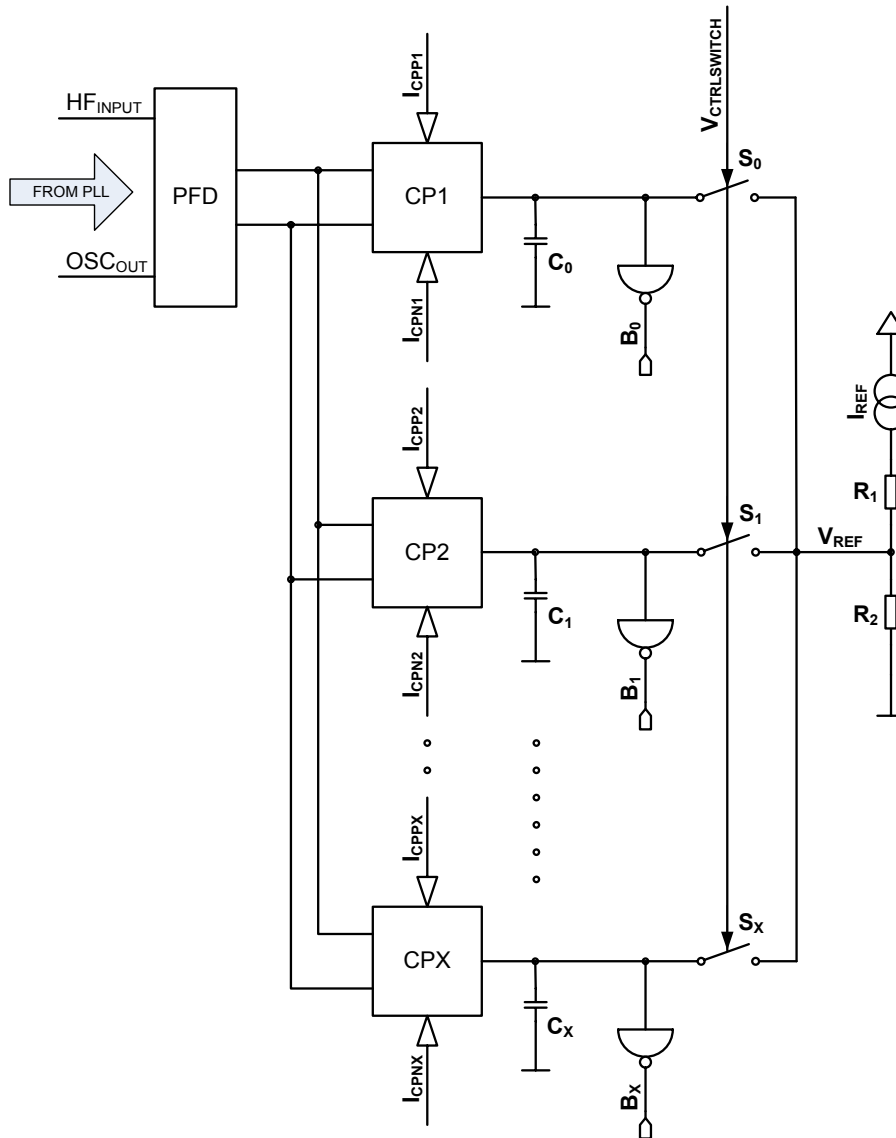 I_CPP1
V_CTRLSWITCH
HF_INPUT
S_0
FROM PLL
PFD
CP1
OSC_OUT
C_0
I_CPN1
B_0
I_CPP2
I_REF
R_1
S_1
CP2
V_REF
C_1
R_2
I_CPN2
B_1
I_CPPX
S_X
CPX
C_X
I_CPNX
B_X